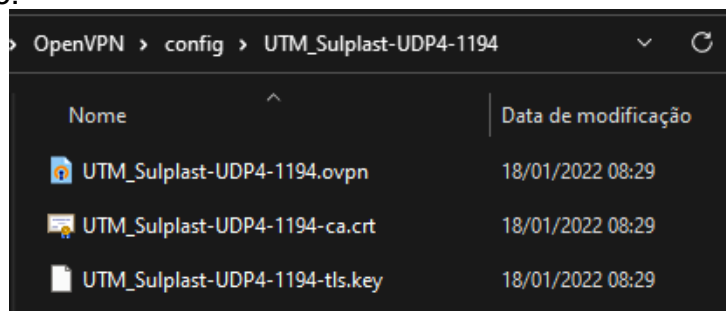 > OpenVPN > config > UTM_Sulplast-UDP4-1194
Nome Data de modificação
UTM_Sulplast-UDP4-1194.ovpn 18/01/2022 08:29
UTM_Sulplast-UDP4-1194-ca.crt 18/01/2022 08:29
UTM_Sulplast-UDP4-1194-tls.key 18/01/2022 08:29